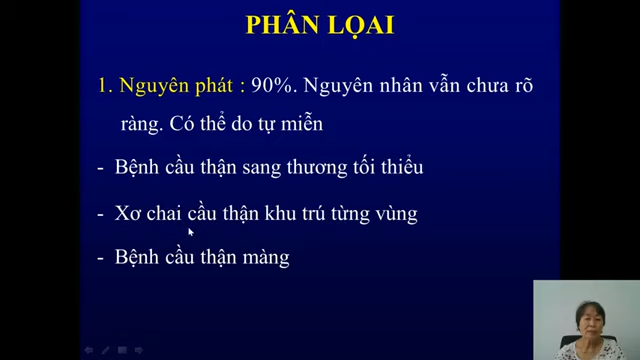 PHÂN LỌAI
1. Nguyên phát : 90%. Nguyên nhân vẫn chưa rõ
ràng. Có thể do tự miễn
- Bệnh cầu thận sang thương tối thiểu
- Xơ chai cầu thận khu trú từng vùng
- Bệnh cầu thận màng